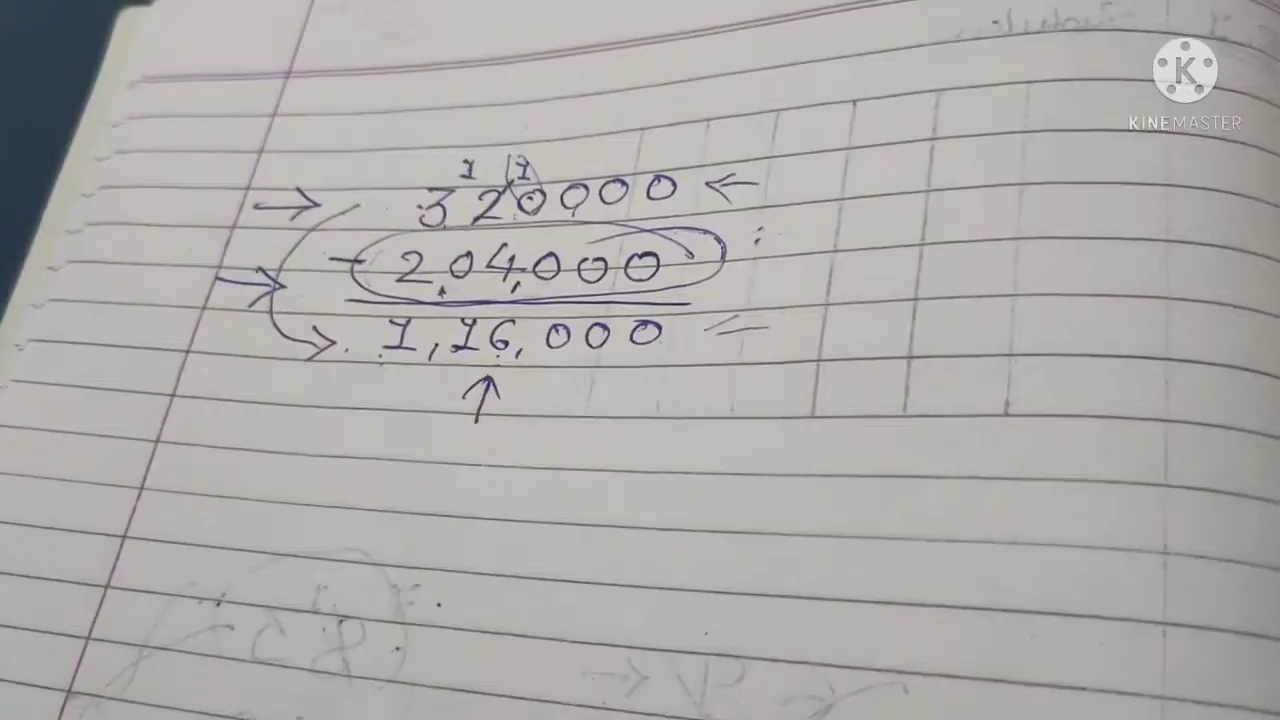 1 1
→ 320000 ←
→ - 2,04,000 :
→ 1,16,000 =
↑
K
KINEMASTER